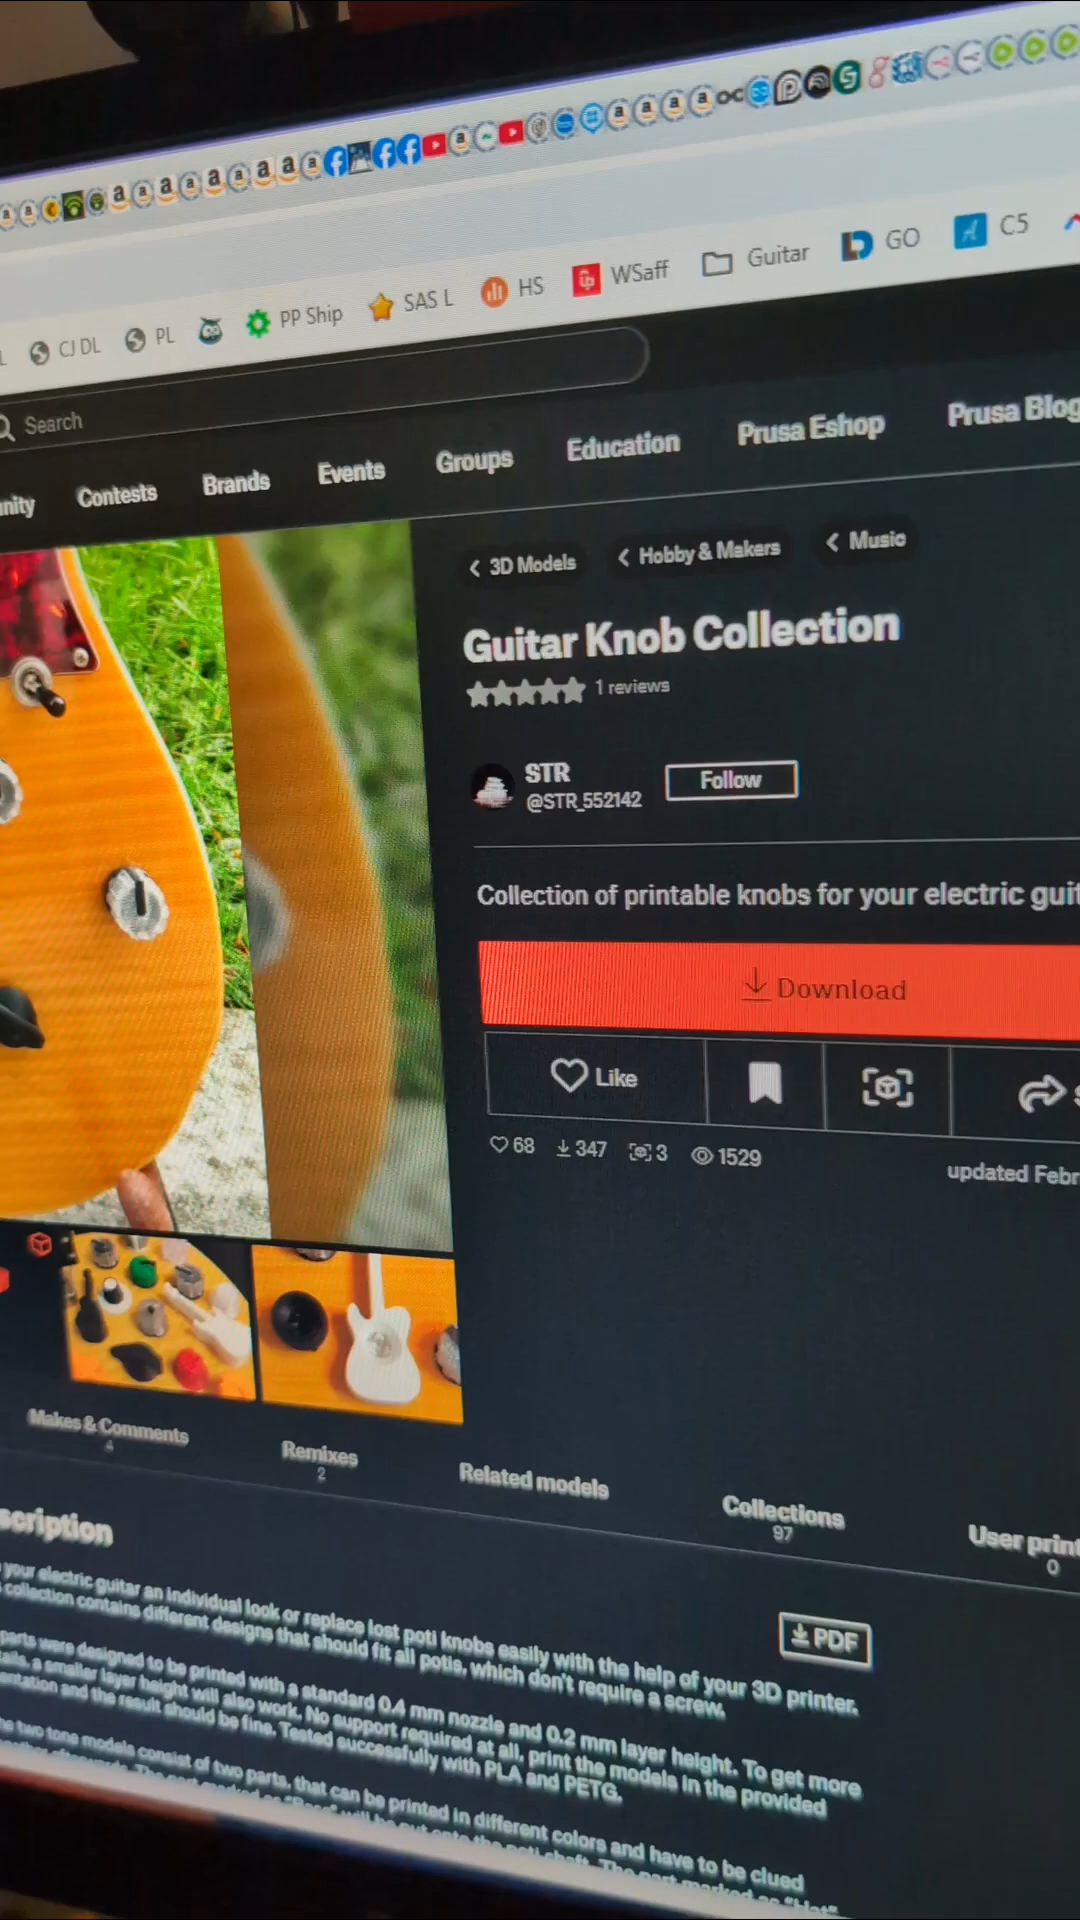 CJ DL
PL
PP Ship
SAS L
HS
WSaff
Guitar
GO
C5
Search
Contests
Brands
Events
Groups
Education
Prusa Eshop
Prusa Blog
3D Models
Hobby & Makers
Music
Guitar Knob Collection
1 reviews
STR
@STR_552142
Follow
Collection of printable knobs for your electric
Download
Like
68
347
3
1529
updated
Makes & Comments
4
Remixes
2
Related models
Collections
97
User
0
PDF
your electric guitar an individual look or replace lost poti knobs easily with the help of your 3D printer.
collection contains different designs that should fit all potis, which don't require a screw.
parts were designed to be printed with a standard 0.4 mm nozzle and 0.2 mm layer height. To get more
a smaller layer height will also work. No support required at all, print the models in the provided
and the result should be fine. Tested successfully with PLA and PETG.
two tone models consist of two parts, that can be printed in different colors and have to be clued